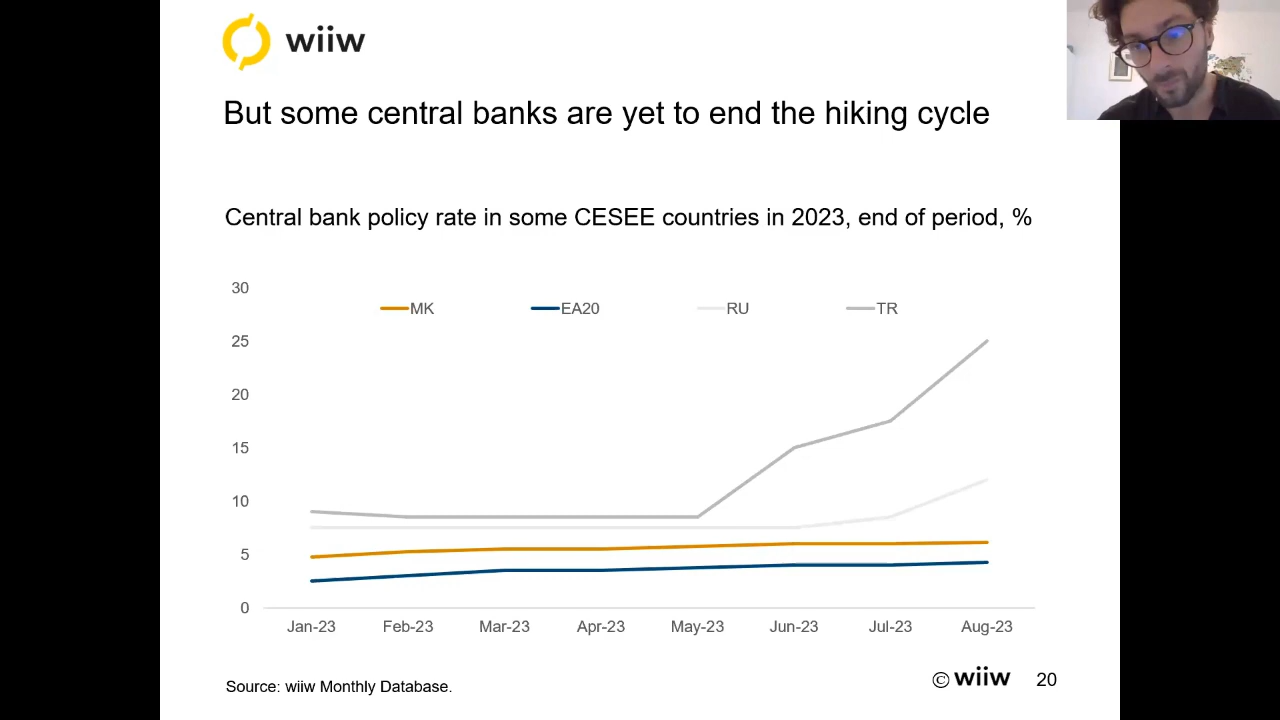 wiiw
But some central banks are yet to end the hiking cycle
Central bank policy rate in some CESEE countries in 2023, end of period, %
30
MK EA20 RU TR
25
20
15
10
5
0
Jan-23 Feb-23 Mar-23 Apr-23 May-23 Jun-23 Jul-23 Aug-23
Source: wiiw Monthly Database.
© wiiw 20